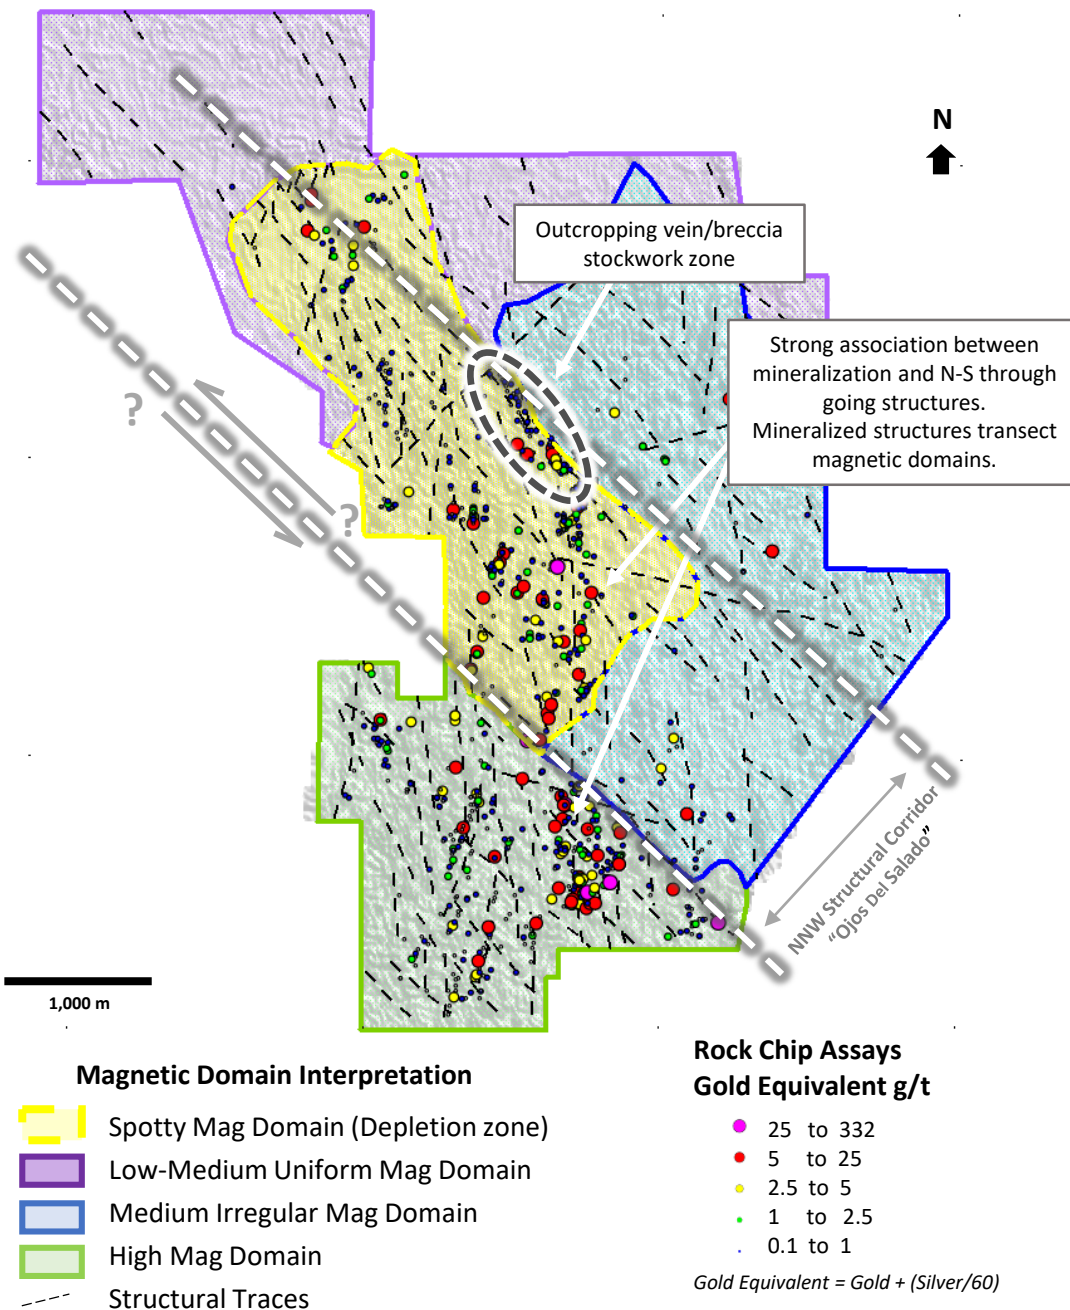 N
Outcropping vein/breccia
stockwork zone
Strong association between
mineralization and N-S through
going structures.
Mineralized structures transect
magnetic domains.
?
?
NNW Structural Corridor
“Ojos Del Salado”
1,000 m
Magnetic Domain Interpretation
Spotty Mag Domain (Depletion zone)
Low-Medium Uniform Mag Domain
Medium Irregular Mag Domain
High Mag Domain
Structural Traces
Rock Chip Assays
Gold Equivalent g/t
25 to 332
5 to 25
2.5 to 5
1 to 2.5
0.1 to 1
Gold Equivalent = Gold + (Silver/60)